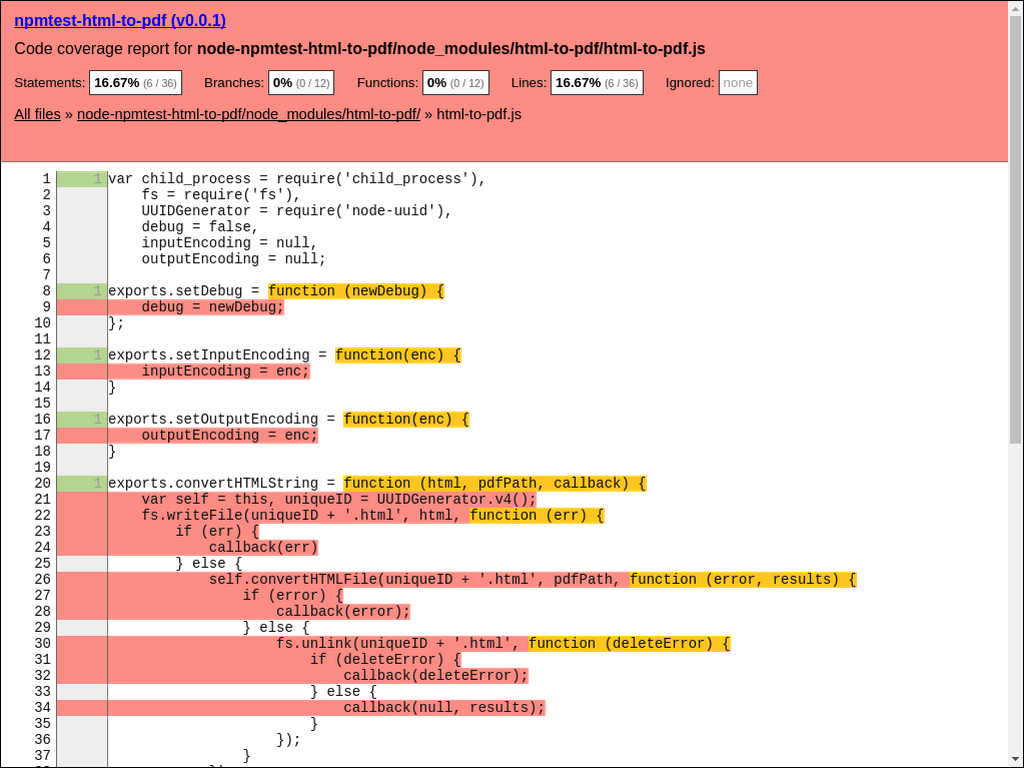 npmtest-html-to-pdf (v0.0.1)
Code coverage report for node-npmtest-html-to-pdf/node_modules/html-to-pdf/html-to-pdf.js
Statements: 16.67% (6 / 36) Branches: 0% (0 / 12) Functions: 0% (0 / 12) Lines: 16.67% (6 / 36) Ignored: none
All files » node-npmtest-html-to-pdf/node_modules/html-to-pdf/ » html-to-pdf.js
1 1 var child_process = require('child_process'),
2     fs = require('fs'),
3     UUIDGenerator = require('node-uuid'),
4     debug = false,
5     inputEncoding = null,
6     outputEncoding = null;
7
8 1 exports.setDebug = function (newDebug) {
9     debug = newDebug;
10 };
11
12 1 exports.setInputEncoding = function(enc) {
13     inputEncoding = enc;
14 }
15
16 1 exports.setOutputEncoding = function(enc) {
17     outputEncoding = enc;
18 }
19
20 1 exports.convertHTMLString = function (html, pdfPath, callback) {
21     var self = this, uniqueID = UUIDGenerator.v4();
22     fs.writeFile(uniqueID + '.html', html, function (err) {
23         if (err) {
24             callback(err)
25         } else {
26             self.convertHTMLFile(uniqueID + '.html', pdfPath, function (error, results) {
27                 if (error) {
28                     callback(error);
29                 } else {
30                     fs.unlink(uniqueID + '.html', function (deleteError) {
31                         if (deleteError) {
32                             callback(deleteError);
33                         } else {
34                             callback(null, results);
35                         }
36                     });
37                 }